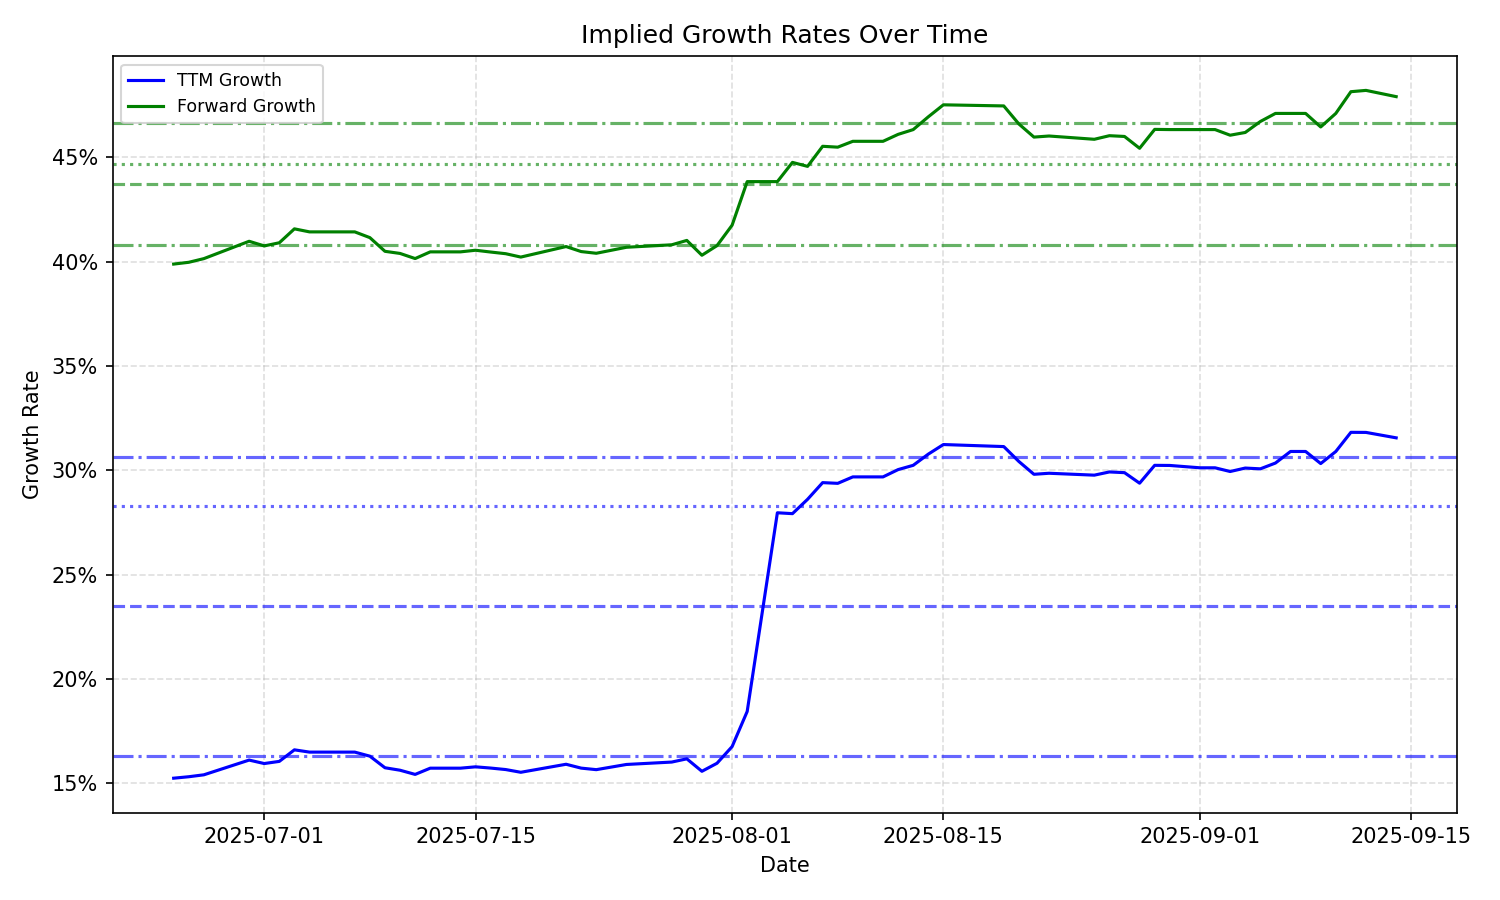 Implied Growth Rates Over Time
TTM Growth
Forward Growth
45%
40%
35%
30%
25%
20%
15%
Growth Rate
2025-07-01
2025-07-15
2025-08-01
2025-08-15
2025-09-01
2025-09-15
Date